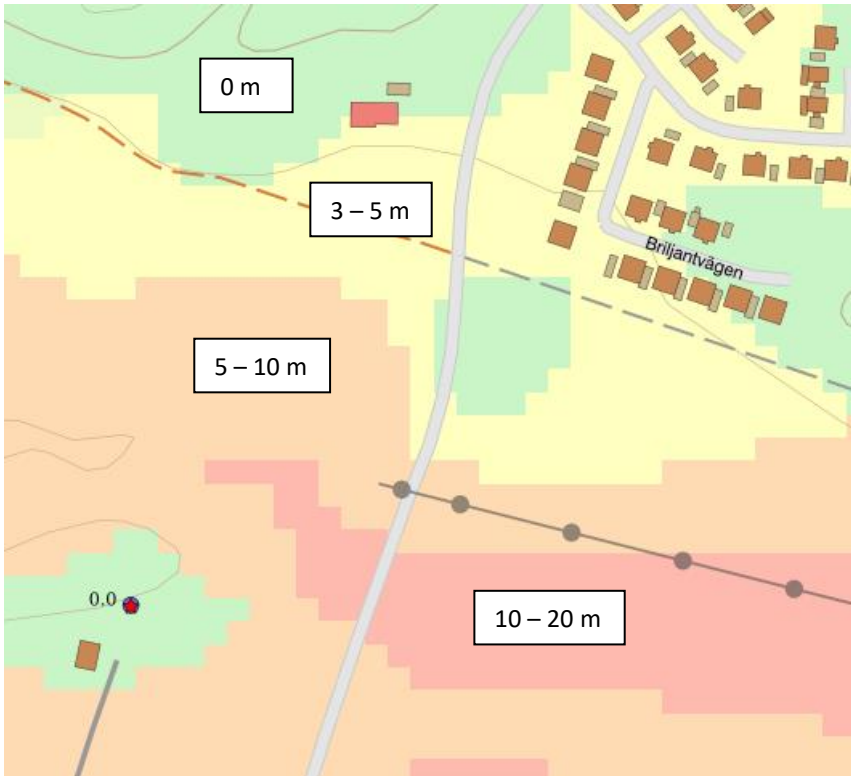 0 m
3 – 5 m
Briljantvägen
5 – 10 m
0,0
10 – 20 m